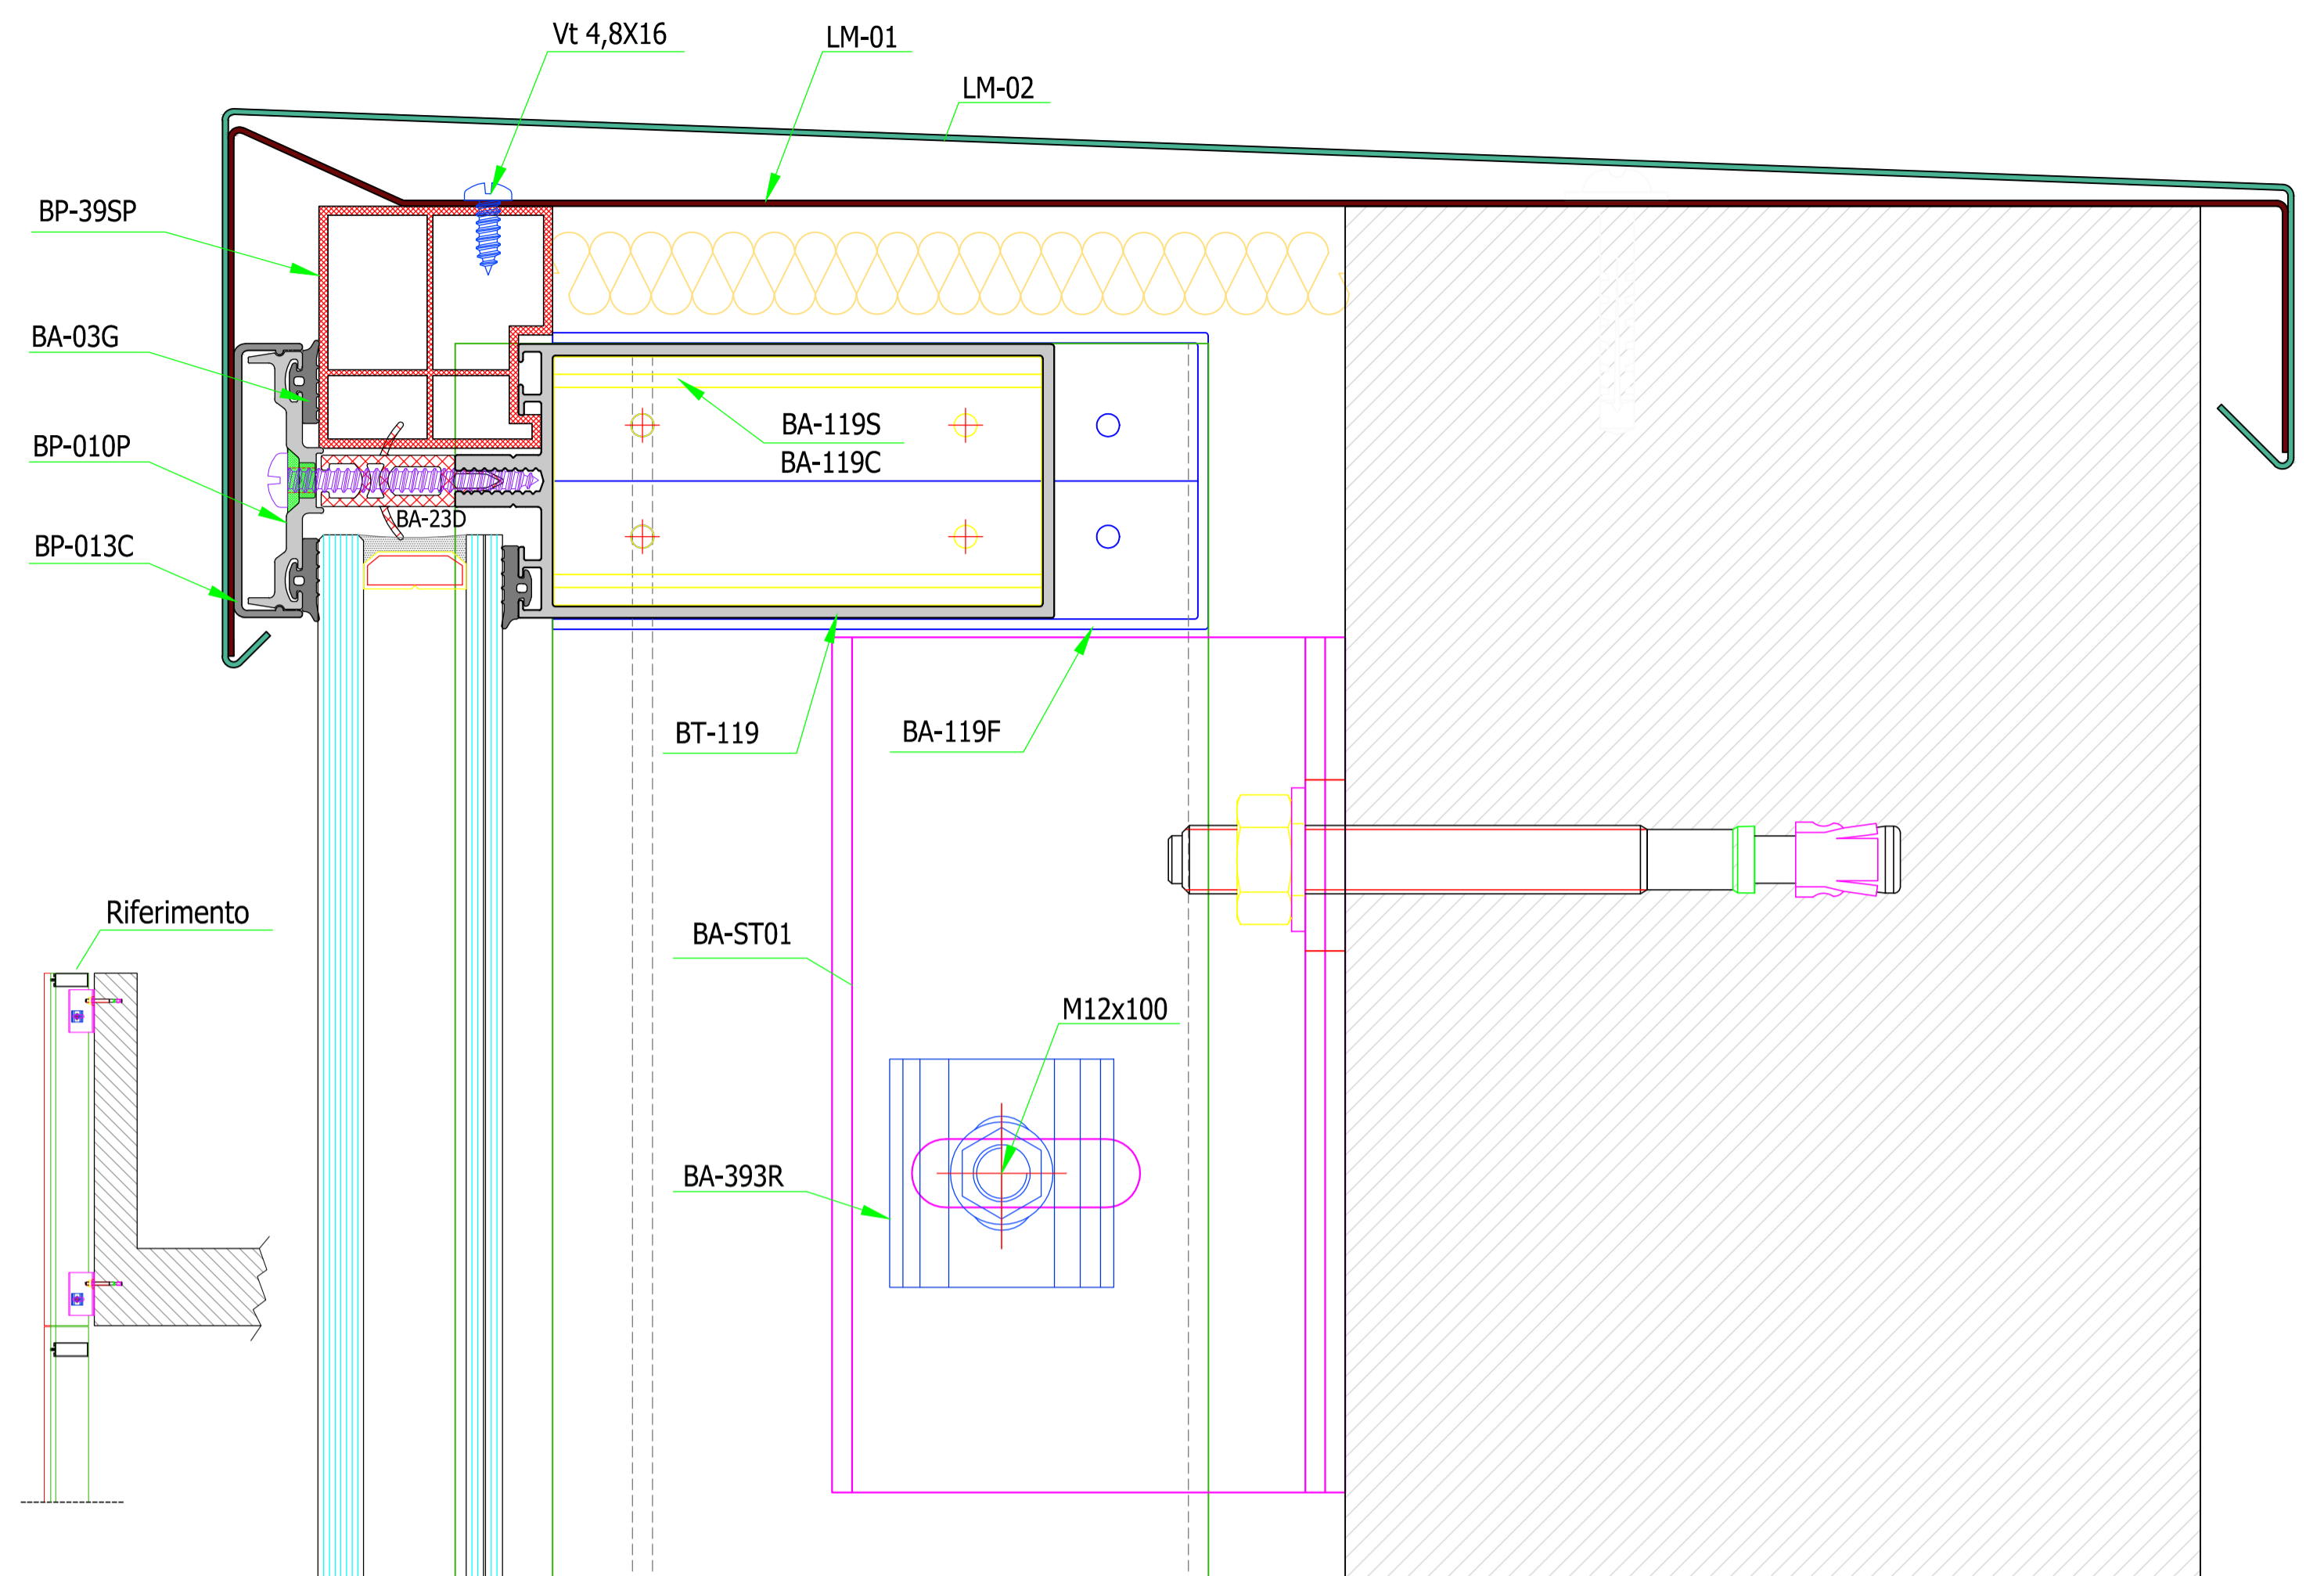 Vt 4,8X16
LM-01
LM-02
BP-39SP
BA-03G
BP-010P
BP-013C
BA-119S
BA-119C
BA-23D
BT-119
BA-119F
Riferimento
BA-ST01
M12x100
BA-393R